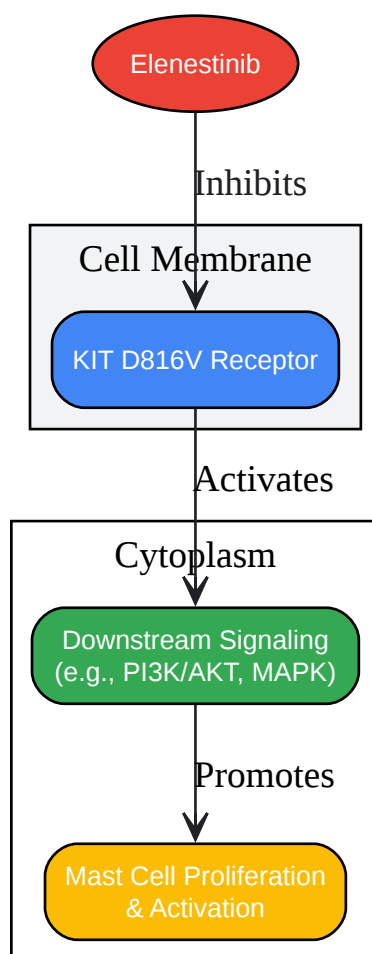 Elenestinib
Inhibits
Cell Membrane
KIT D816V Receptor
Activates
Cytoplasm
Downstream Signaling
(e.g., PI3K/AKT, MAPK)
Promotes
Mast Cell Proliferation
& Activation